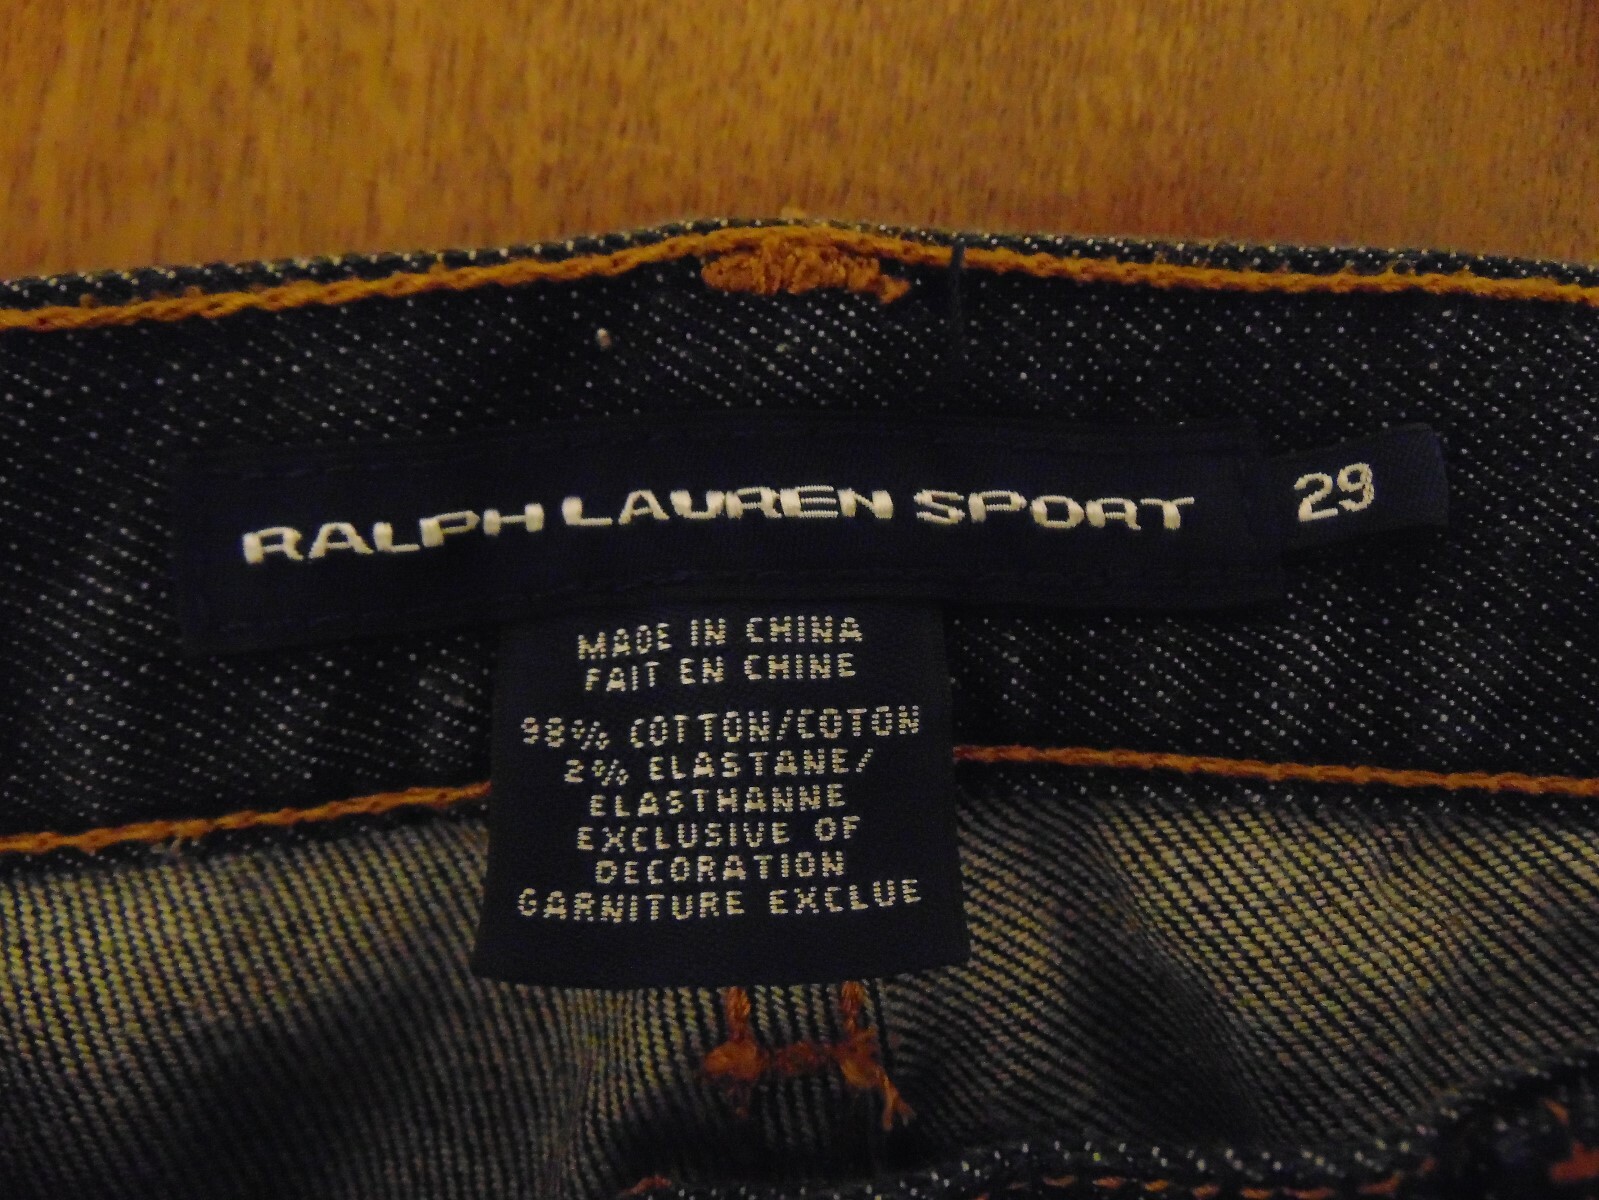 RALPH LAUREN SPORT 29
MADE IN CHINA
FAIT EN CHINE
98% COTTON/COTON
2% ELASTANE/
ELASTHANNE
EXCLUSIVE OF
DECORATION
GARNITURE EXCLUE